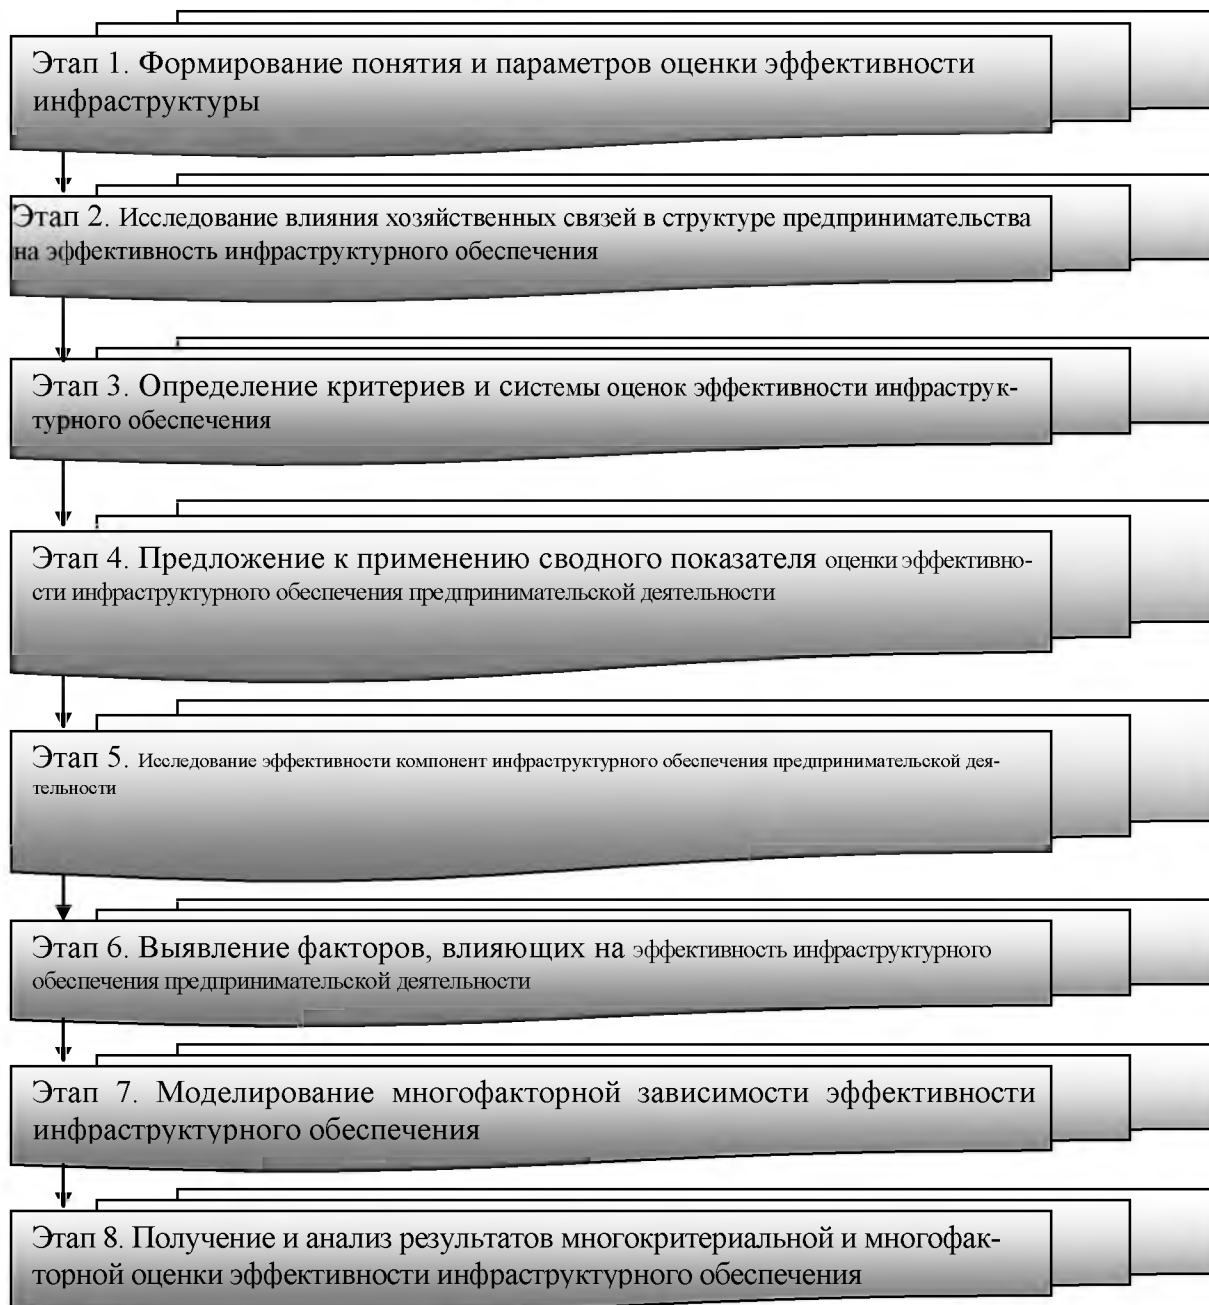 Этап 1. Формирование понятия и параметров оценки эффективности
инфраструктуры
Этап 2. Исследование влияния хозяйственных связей в структуре предпринимательства
на эффективность инфраструктурного обеспечения
Этап 3. Определение критериев и системы оценок эффективности инфраструк-
турного обеспечения
Этап 4. Предложение к применению сводного показателя оценки эффективно-
сти инфраструктурного обеспечения предпринимательской деятельности
Этап 5. Исследование эффективности компонент инфраструктурного обеспечения предпринимательской дея-
тельности
Этап 6. Выявление факторов, влияющих на эффективность инфраструктурного
обеспечения предпринимательской деятельности
Этап 7. Моделирование многофакторной зависимости эффективности
инфраструктурного обеспечения
Этап 8. Получение и анализ результатов многокритериальной и многофак-
торной оценки эффективности инфраструктурного обеспечения